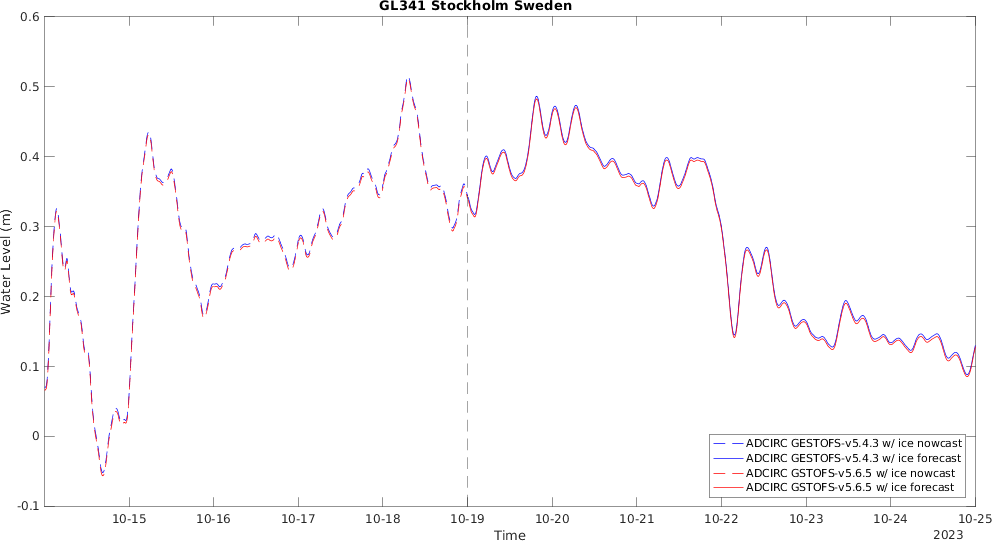 GL341 Stockholm Sweden
0.6
0.5
0.4
0.3
0.2
0.1
0
-0.1
Water Level (m)
ADCIRC GESTOFS-v5.4.3 w/ ice nowcast
ADCIRC GESTOFS-v5.4.3 w/ ice forecast
ADCIRC GSTOFS-v5.6.5 w/ ice nowcast
ADCIRC GSTOFS-v5.6.5 w/ ice forecast
10-15 10-16 10-17 10-18 10-19 10-20 10-21 10-22 10-23 10-24 10-25
Time
2023